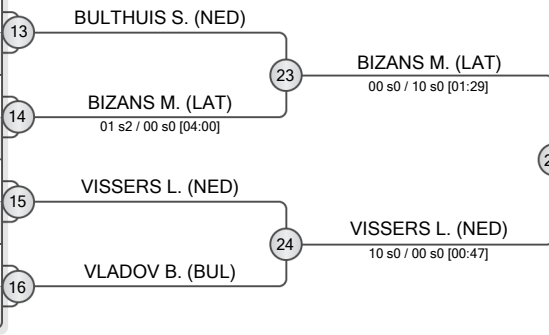 13
BULTHUIS S. (NED)
23
BIZANS M. (LAT)
00 s0 / 10 s0 [01:29]
14
BIZANS M. (LAT)
01 s2 / 00 s0 [04:00]
15
VISSERS L. (NED)
24
VISSERS L. (NED)
10 s0 / 00 s0 [00:47]
16
VLADOV B. (BUL)